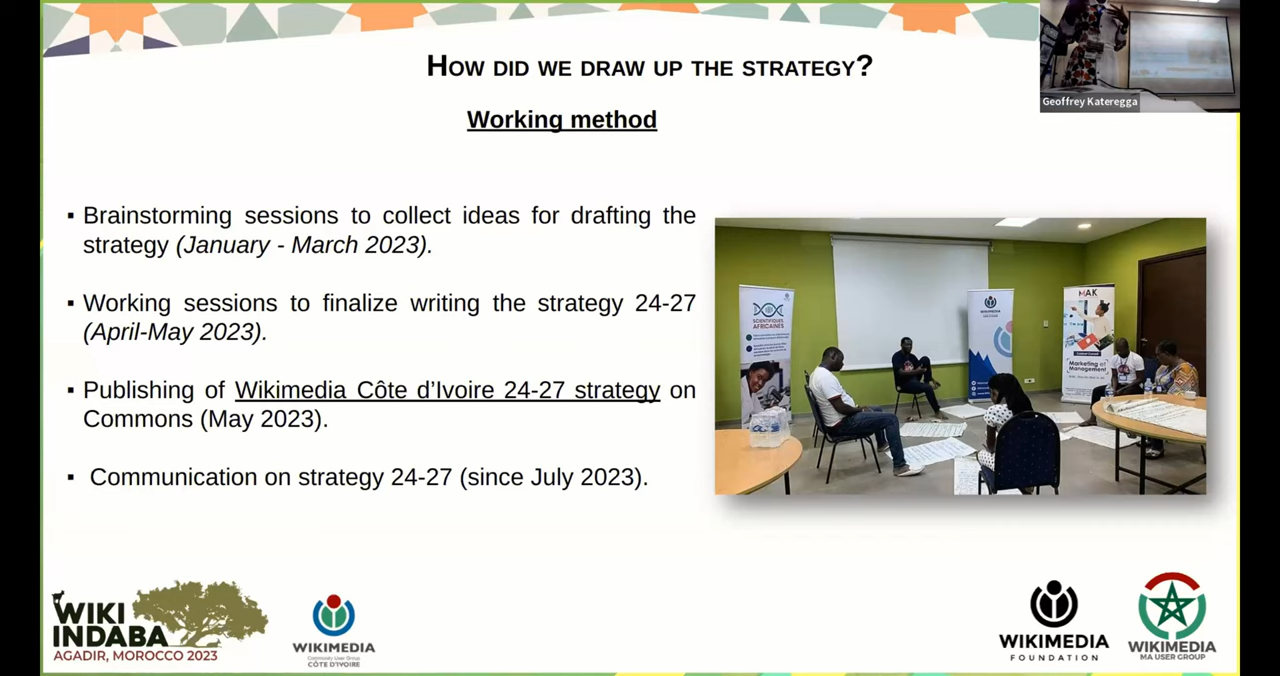 HOW DID WE DRAW UP THE STRATEGY?
Geoffrey Kateregga
Working method
▪ Brainstorming sessions to collect ideas for drafting the
strategy (January - March 2023).
▪ Working sessions to finalize writing the strategy 24-27
(April-May 2023).
▪ Publishing of Wikimedia Côte d’Ivoire 24-27 strategy on
Commons (May 2023).
▪ Communication on strategy 24-27 (since July 2023).
SCIENTIFIQUES
AFRICAINES
WIKIMEDIA
MAK
Marketing et
Management
WIKI
INDABA
AGADIR, MOROCCO 2023
WIKIMEDIA
Community User Group
CÔTE D'IVOIRE
WIKIMEDIA
FOUNDATION
WIKIMEDIA
MA USER GROUP